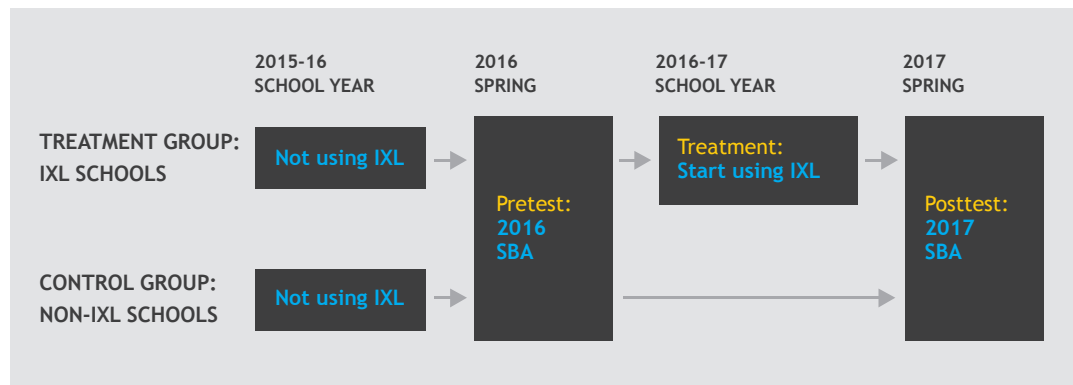 2015-16
SCHOOL YEAR
2016
SPRING
2016-17
SCHOOL YEAR
2017
SPRING
TREATMENT GROUP:
IXL SCHOOLS
Not using IXL
Pretest:
2016
SBA
Treatment:
Start using IXL
Posttest:
2017
SBA
CONTROL GROUP:
NON-IXL SCHOOLS
Not using IXL